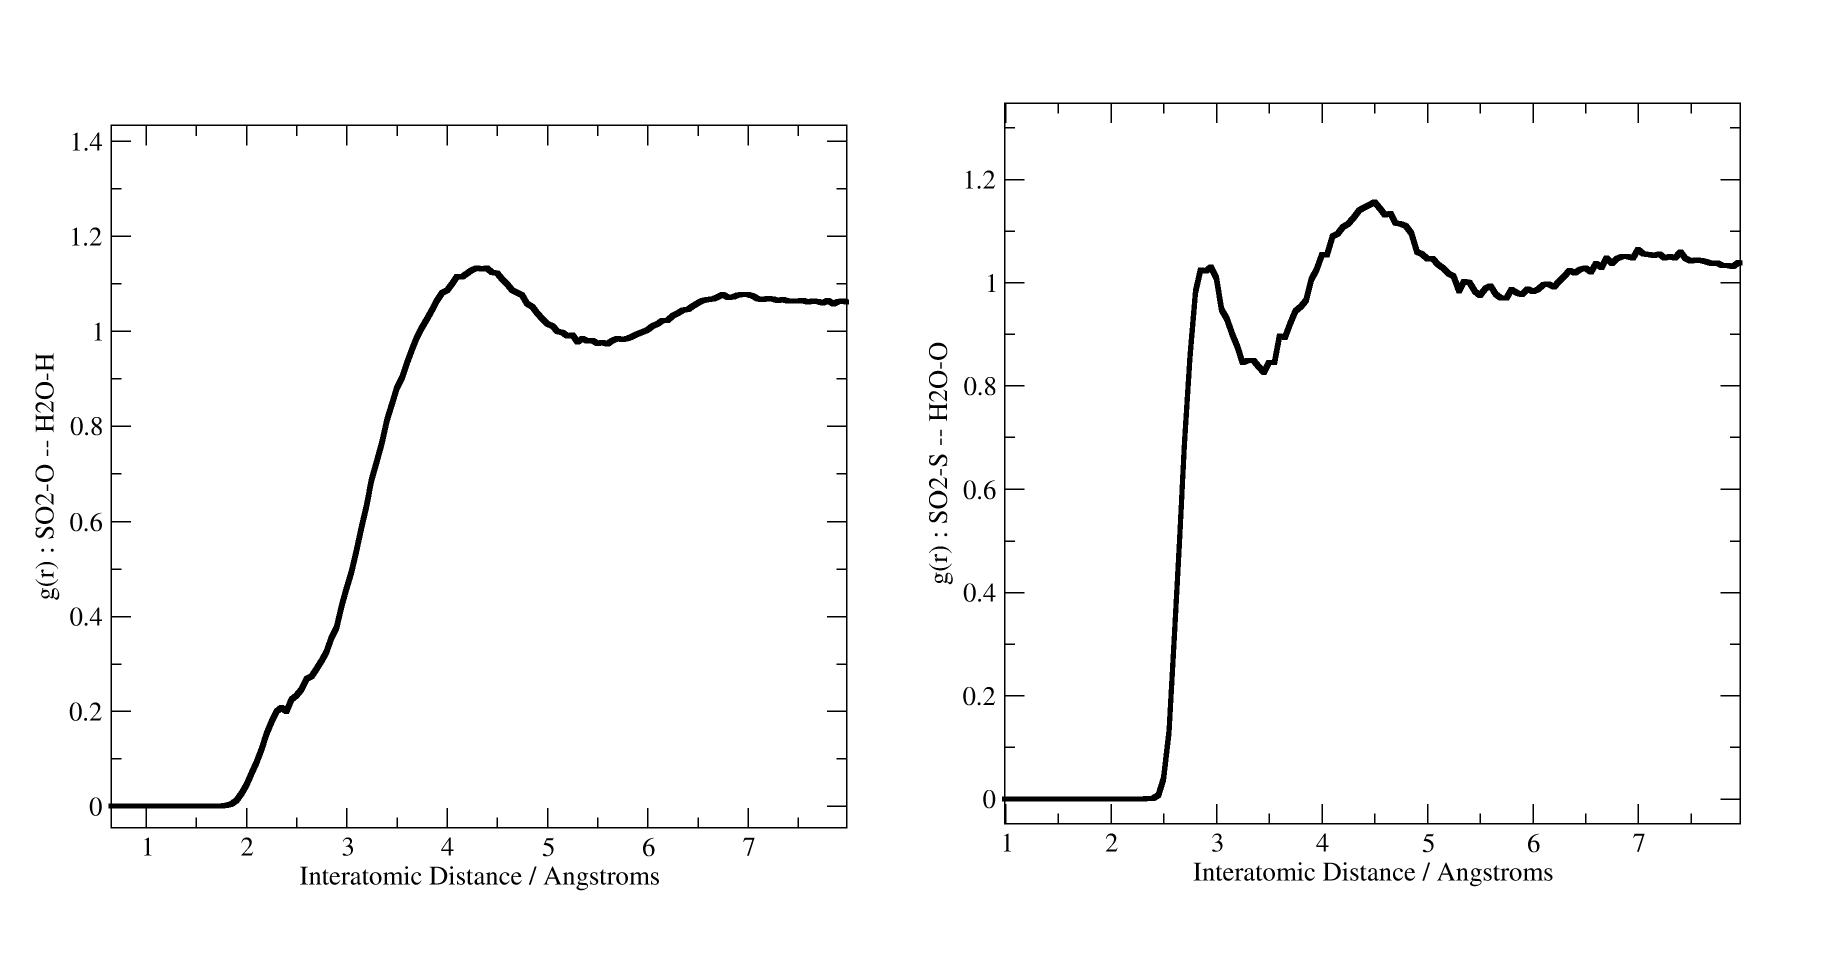 g(r) : SO2-O -- H2O-H
1.4
1.2
1
0.8
0.6
0.4
0.2
0
1 2 3 4 5 6 7
Interatomic Distance / Angstroms
g(r) : SO2-S -- H2O-O
1.2
1
0.8
0.6
0.4
0.2
0
1 2 3 4 5 6 7
Interatomic Distance / Angstroms